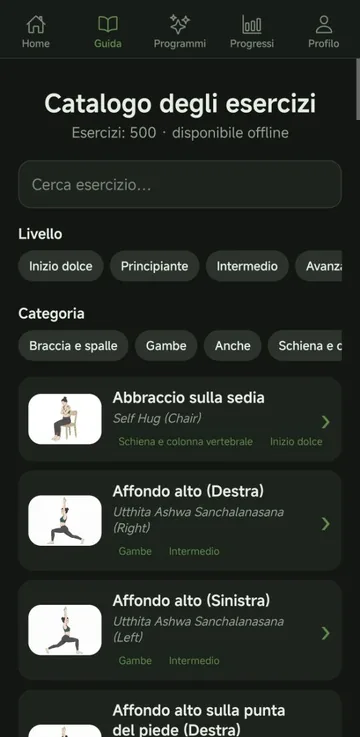 Home
Guida
Programmi
Progressi
Profilo
Catalogo degli esercizi
Esercizi: 500 · disponibile offline
Cerca esercizio...
Livello
Inizio dolce
Principiante
Intermedio
Avanza
Categoria
Braccia e spalle
Gambe
Anche
Schiena e c
Abbraccio sulla sedia
Self Hug (Chair)
Schiena e colonna vertebrale
Inizio dolce
Affondo alto (Destra)
Utthita Ashwa Sanchalanasana
(Right)
Gambe
Intermedio
Affondo alto (Sinistra)
Utthita Ashwa Sanchalanasana
(Left)
Gambe
Intermedio
Affondo alto sulla punta
del piede (Destra)